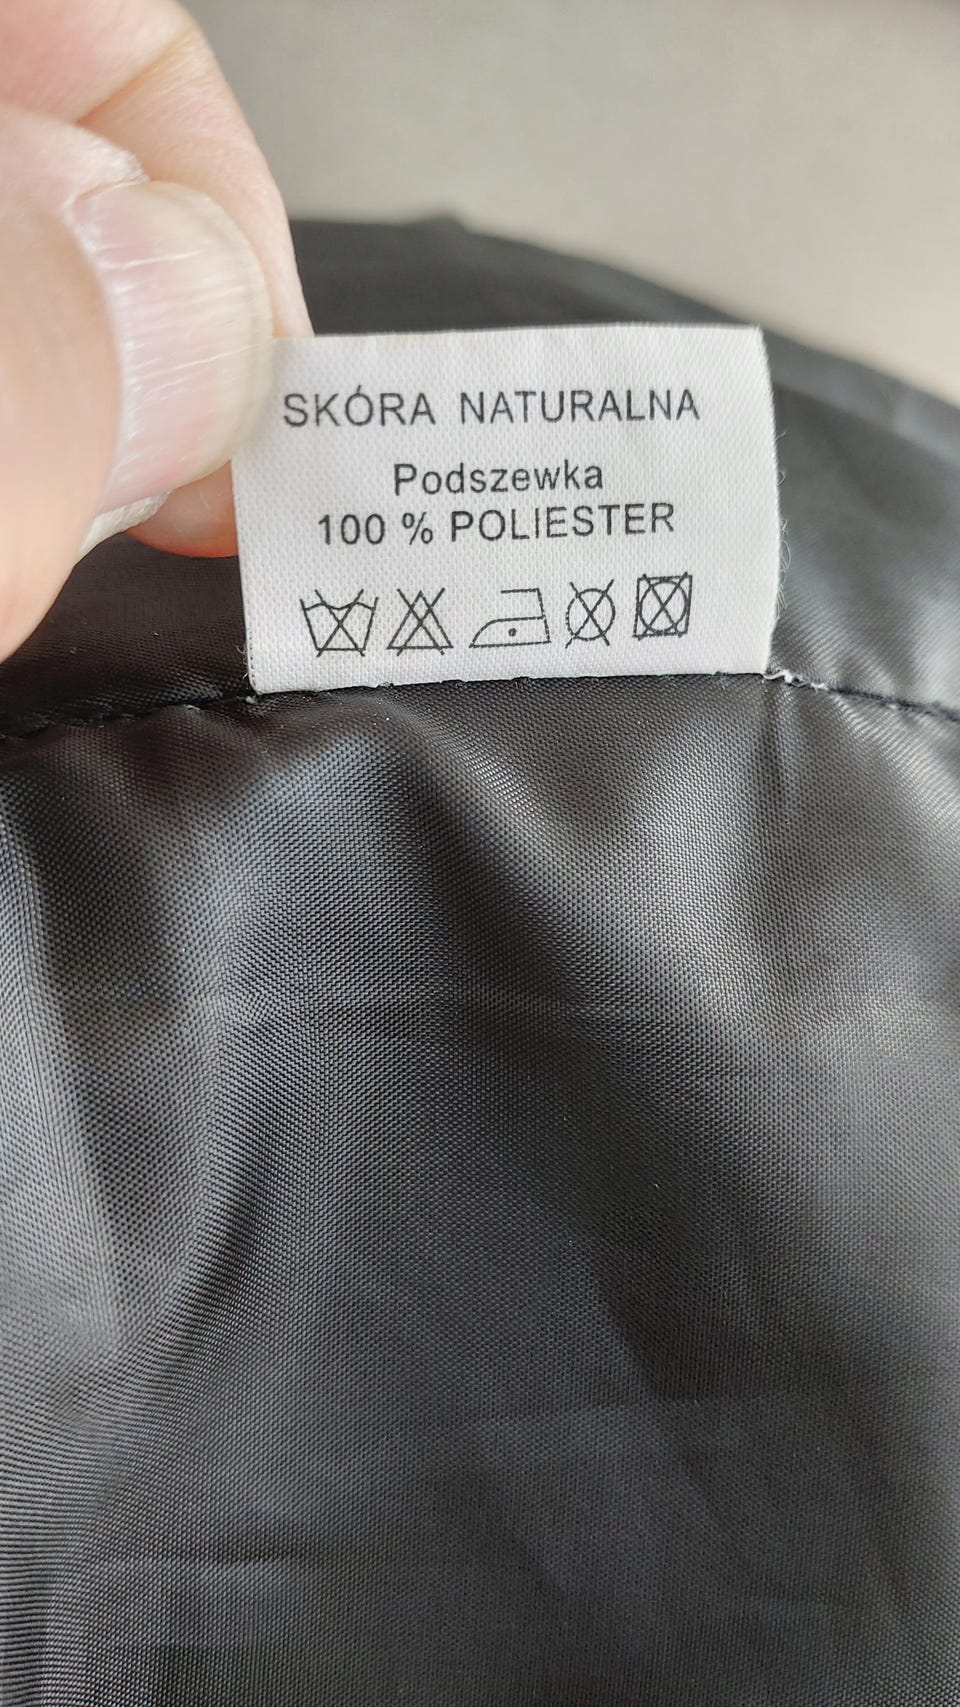 SKÓRA NATURALNA
Podszewka
100 % POLIESTER